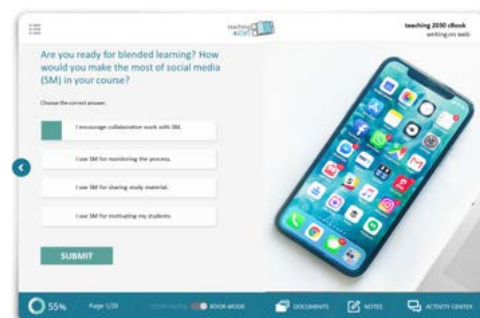 teaching
teaching 2030 cBook
writing on web
Are you ready for blended learning? How
would you make the most of social media
(SM) in your course?
Choose the correct answer.
I encourage collaborative work with SM.
I use SM for monitoring the process.
I use SM for sharing study material.
I use SM for motivating my students.
SUBMIT
55%
Page 1/20
BOOK-MODE
DOCUMENTS
NOTES
ACTIVITY CENTER